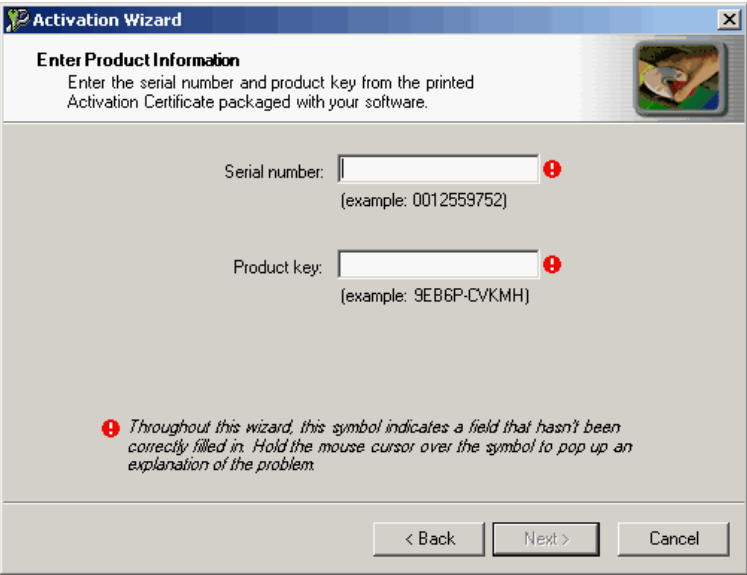 Activation Wizard
Enter Product Information
Enter the serial number and product key from the printed
Activation Certificate packaged with your software.
Serial number:
(example: 0012559752)
Product key:
(example: 9EB6P-CVKMH)
Throughout this wizard, this symbol indicates a field that hasn't been
correctly filled in. Hold the mouse cursor over the symbol to pop up an
explanation of the problem.
< Back Next > Cancel